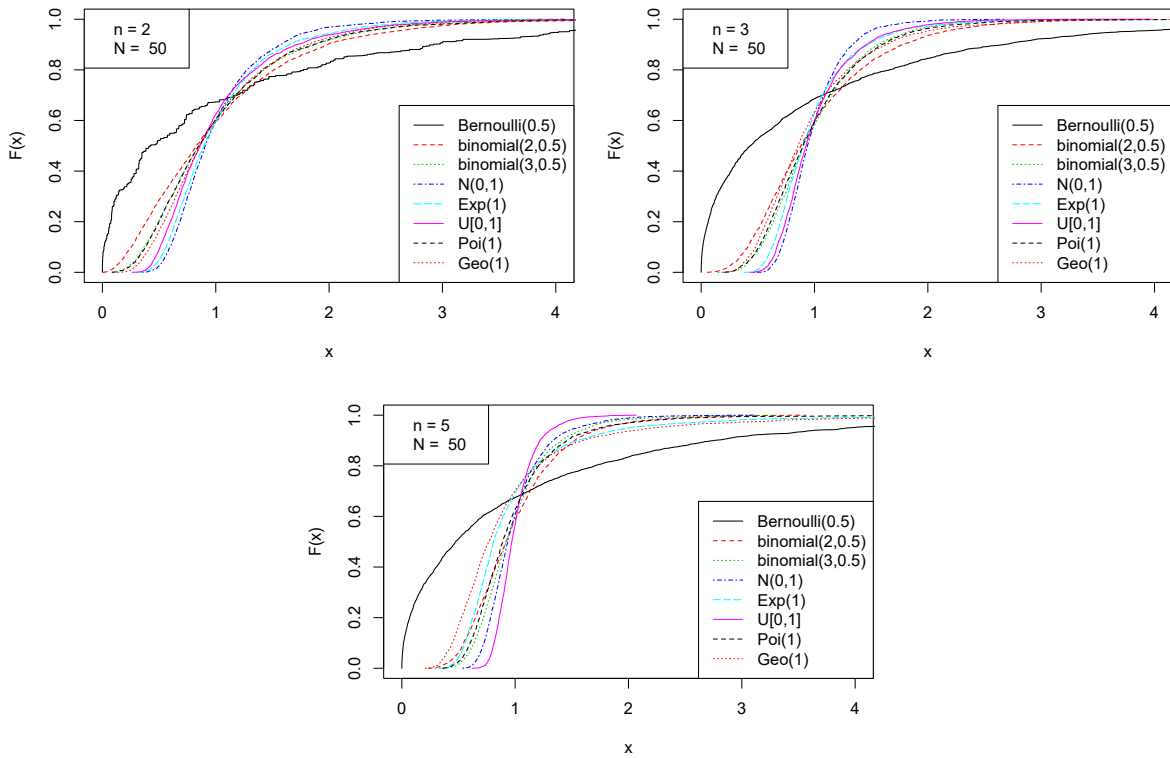 n = 2
N = 50
F(x)
0.0 0.2 0.4 0.6 0.8 1.0
Bernoulli(0.5)
binomial(2,0.5)
binomial(3,0.5)
N(0,1)
Exp(1)
U[0,1]
Poi(1)
Geo(1)
0 1 2 3 4
x
n = 3
N = 50
F(x)
0.0 0.2 0.4 0.6 0.8 1.0
Bernoulli(0.5)
binomial(2,0.5)
binomial(3,0.5)
N(0,1)
Exp(1)
U[0,1]
Poi(1)
Geo(1)
0 1 2 3 4
x
n = 5
N = 50
F(x)
0.0 0.2 0.4 0.6 0.8 1.0
Bernoulli(0.5)
binomial(2,0.5)
binomial(3,0.5)
N(0,1)
Exp(1)
U[0,1]
Poi(1)
Geo(1)
0 1 2 3 4
x